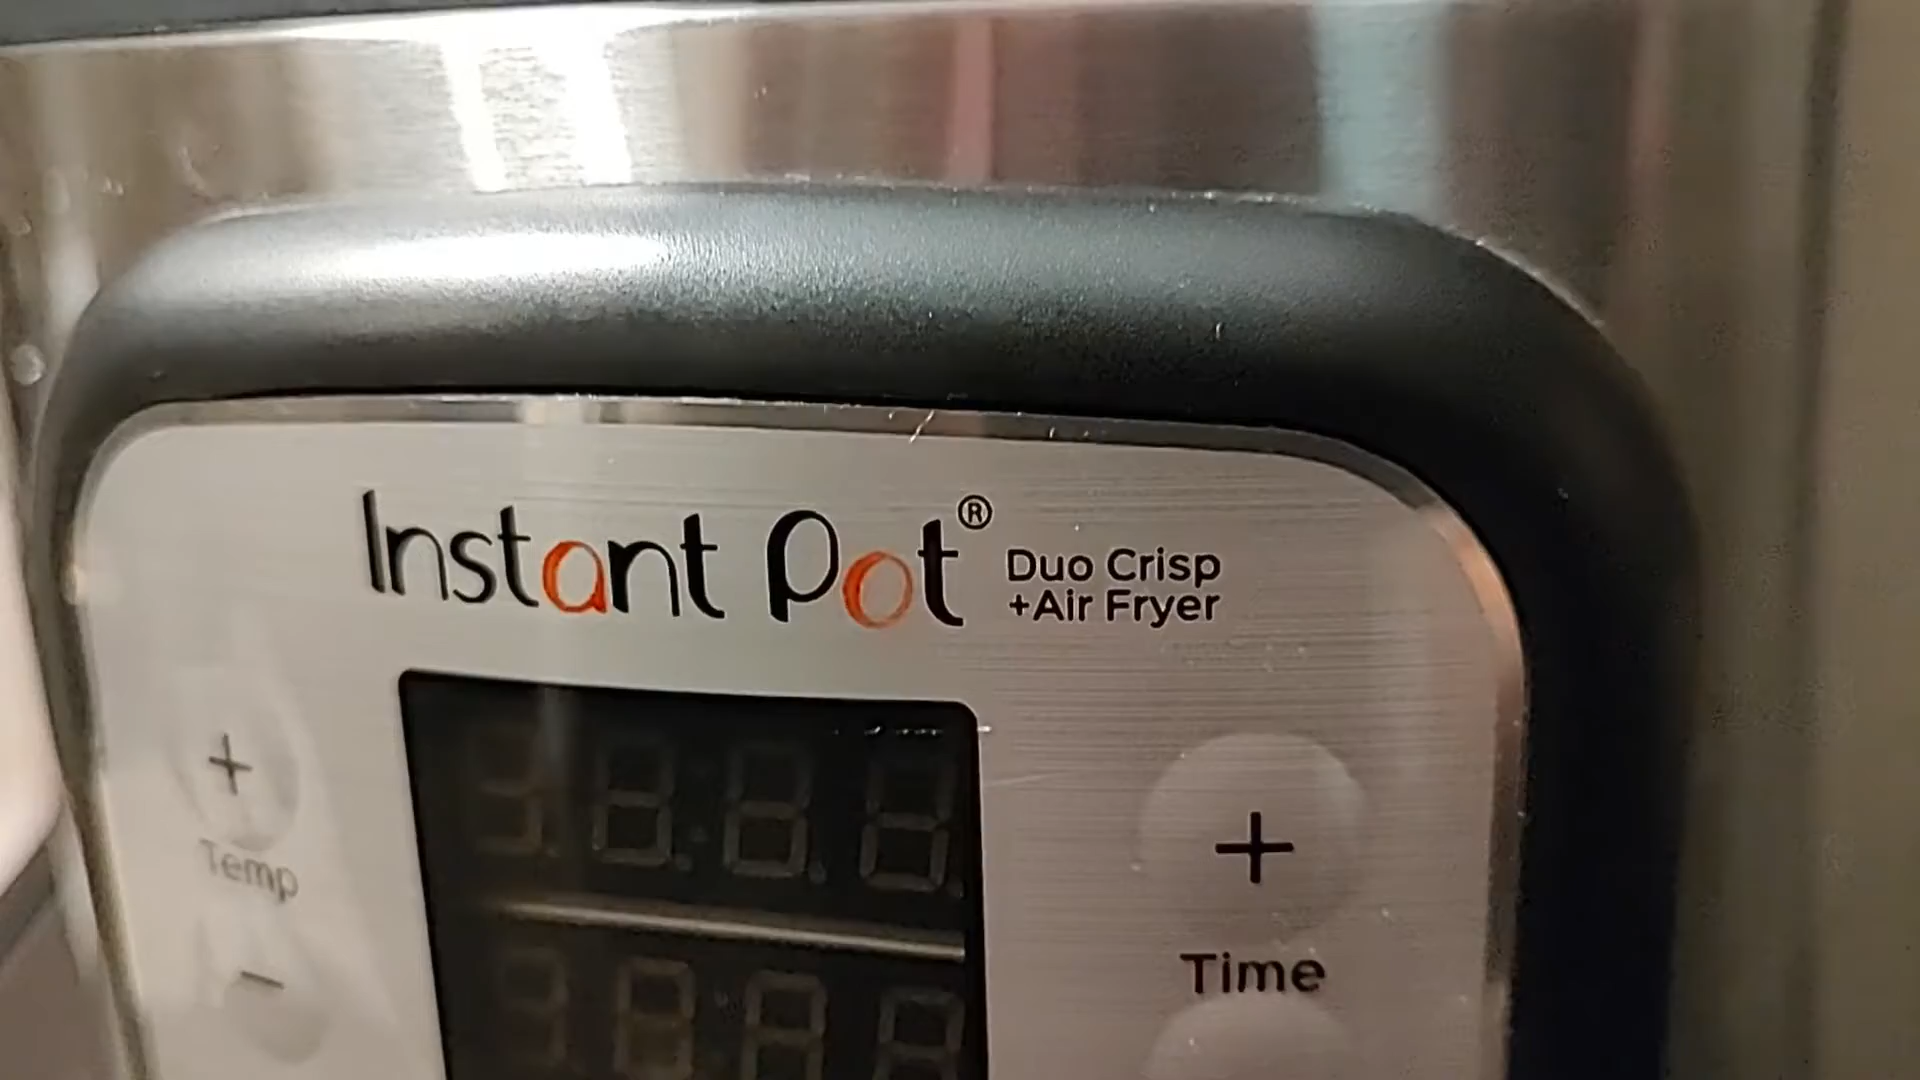 Instant Pot®
Duo Crisp
+Air Fryer
+
Temp
−
+
Time